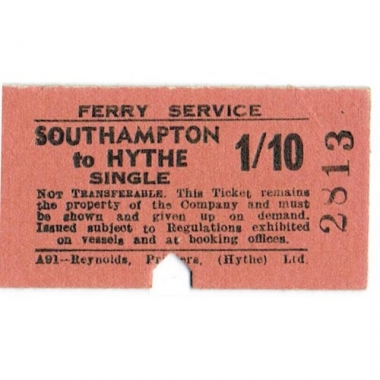 FERRY SERVICE
SOUTHAMPTON
to HYTHE
SINGLE
1/10
NOT TRANSFERABLE. This Ticket remains
the property of the Company and must
be shown and given up on demand.
Issued subject to Regulations exhibited
on vessels and at booking offices.
A91—Reynolds, Printers, (Hythe) Ltd.
2813